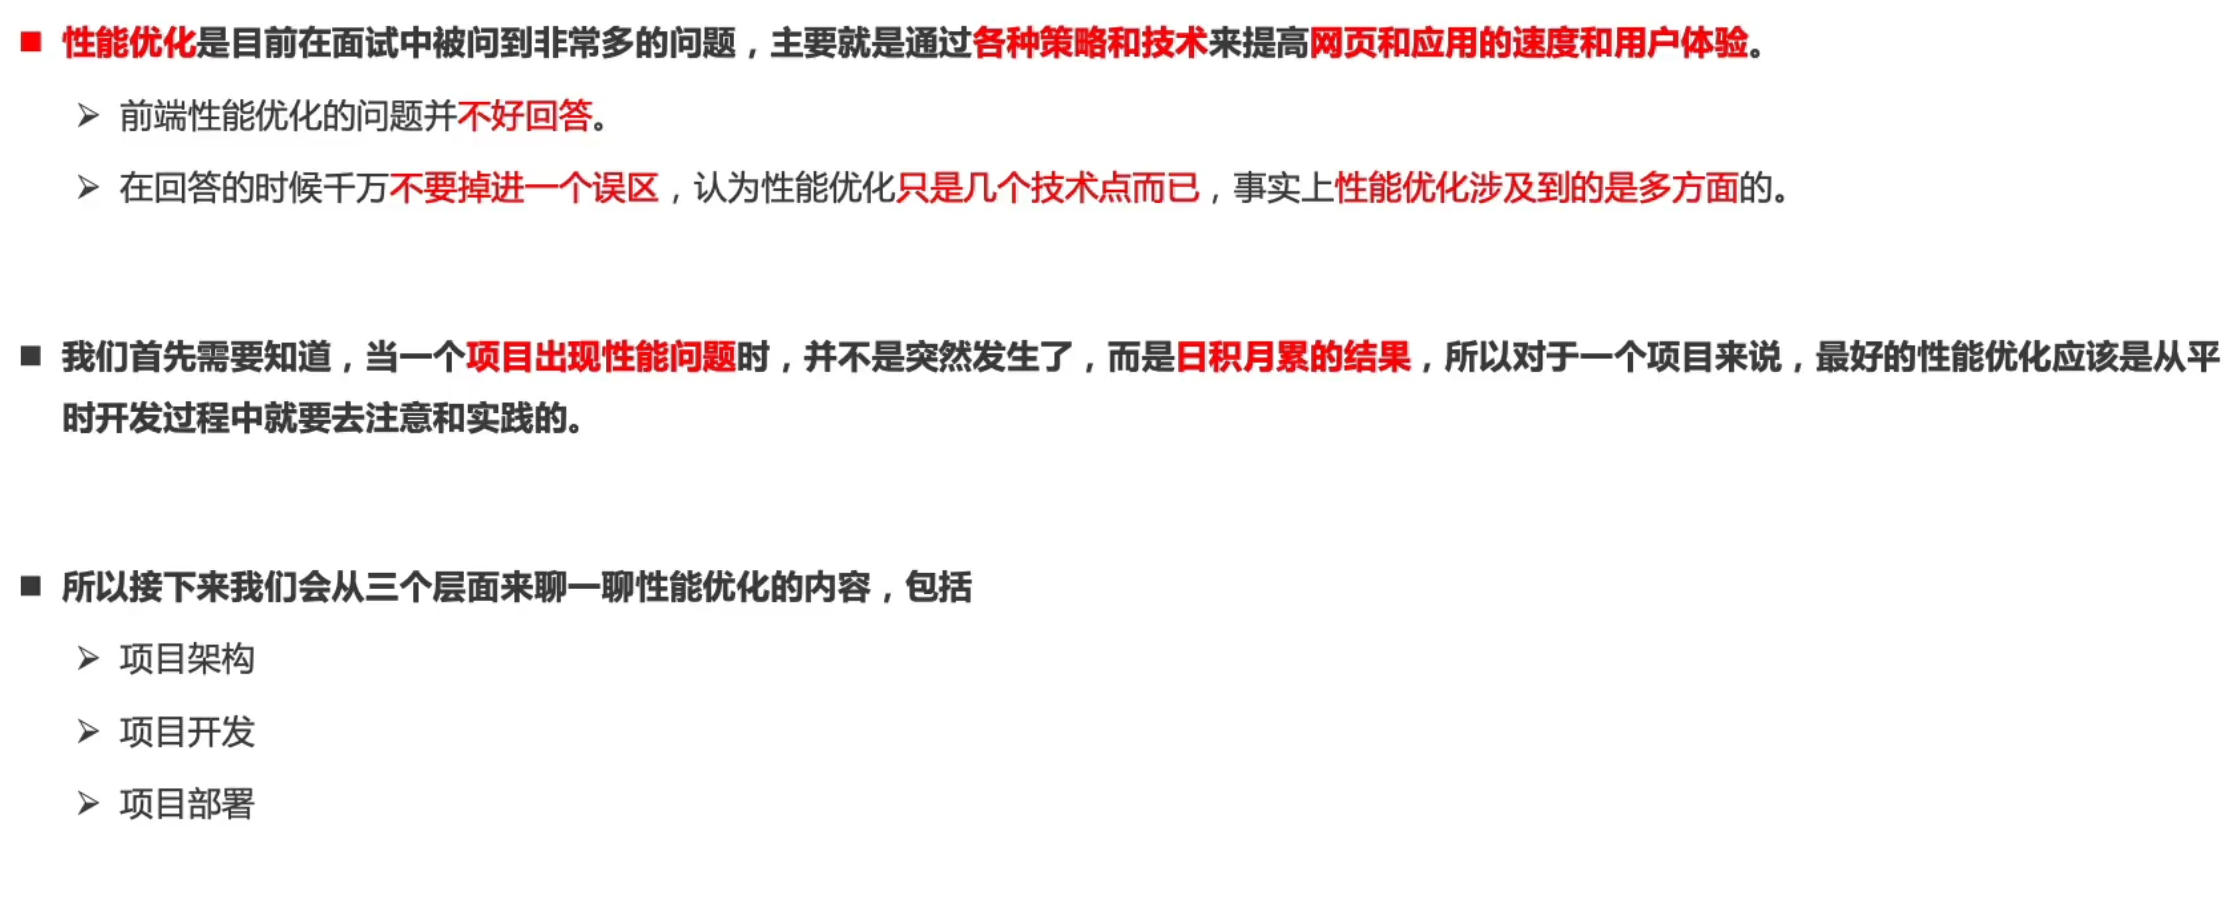 ■ 性能优化是目前在面试中被问到非常多的问题，主要就是通过各种策略和技术来提高网页和应用的速度和用户体验。
➢ 前端性能优化的问题并不好回答。
➢ 在回答的时候千万不要掉进一个误区，认为性能优化只是几个技术点而已，事实上性能优化涉及到的是多方面的。
■ 我们首先需要知道，当一个项目出现性能问题时，并不是突然发生了，而是日积月累的结果，所以对于一个项目来说，最好的性能优化应该是从平
时开发过程中就要去注意和实践的。
■ 所以接下来我们会从三个层面来聊一聊性能优化的内容，包括
➢ 项目架构
➢ 项目开发
➢ 项目部署